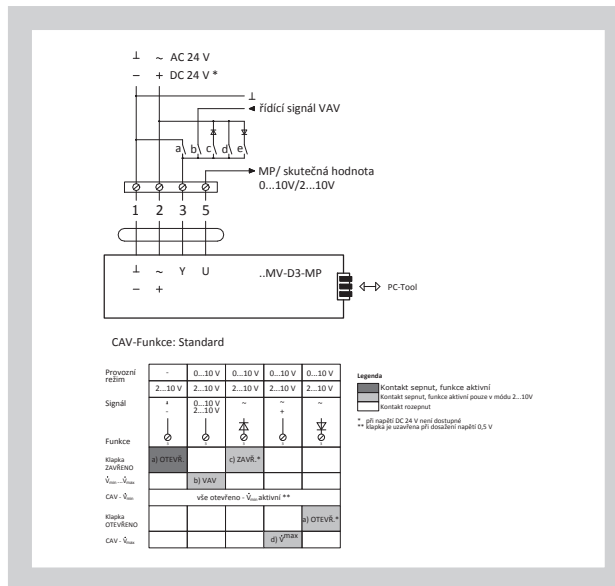 ⊥ ~ AC 24 V
– + DC 24 V *
⊥
řídící signál VAV
a b c d e
MP/ skutečná hodnota
0...10V/2...10V
1 2 3 5
⊥ ~ Y U ..MV-D3-MP
– +
PC-Tool
CAV-Funkce: Standard
Provozní režim - 0...10 V 0...10 V 0...10 V 0...10 V
2...10 V 2...10 V 2...10 V 2...10 V 2...10 V
Signál - 0...10 V 2...10 V ~ ~ + ~
Funkce
Klapka ZAVŘENO a) OTEVŘ. c) ZAVŘ.*
V̇min...V̇max b) VAV
CAV - V̇min vše otevřeno - V̇min aktivní **
Klapka OTEVŘENO a) OTEVŘ.*
CAV - V̇max d) V̇max
Legenda
Kontakt sepnut, funkce aktivní
Kontakt sepnut, funkce aktivní pouze v módu 2...10V
Kontakt rozepnut
* při napětí DC 24 V není dostupné
** klapka je uzavřena při dosažení napětí 0,5 V